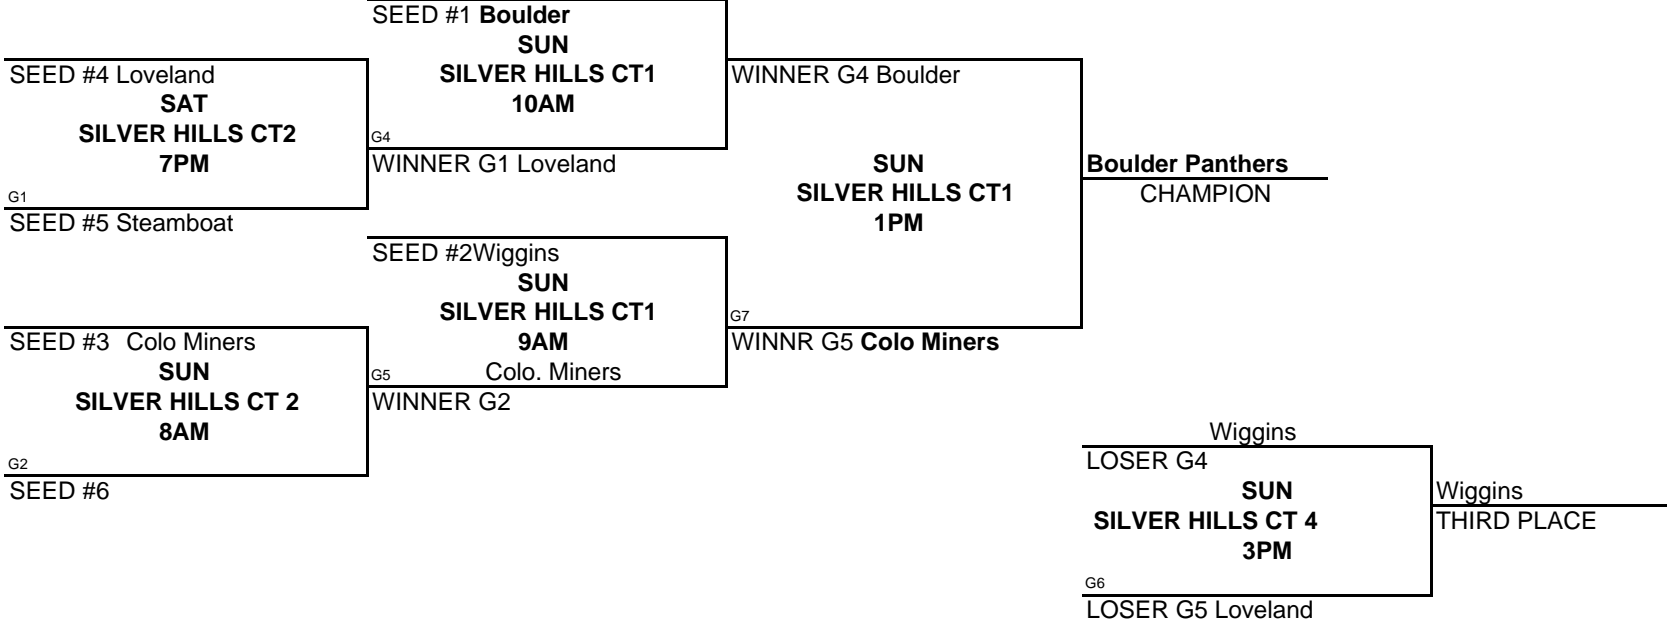 SEED #1 Boulder
SUN
SILVER HILLS CT1
10AM
G4
WINNER G1 Loveland
SEED #4 Loveland
SAT
SILVER HILLS CT2
7PM
G1
SEED #5 Steamboat
WINNER G4 Boulder
SUN
SILVER HILLS CT1
1PM
G7
WINNR G5 Colo Miners
Boulder Panthers
CHAMPION
SEED #2Wiggins
SUN
SILVER HILLS CT1
9AM
G5 Colo. Miners
WINNER G2
SEED #3 Colo Miners
SUN
SILVER HILLS CT 2
8AM
G2
SEED #6
Wiggins
LOSER G4
SUN
SILVER HILLS CT 4
3PM
G6
LOSER G5 Loveland
Wiggins
THIRD PLACE